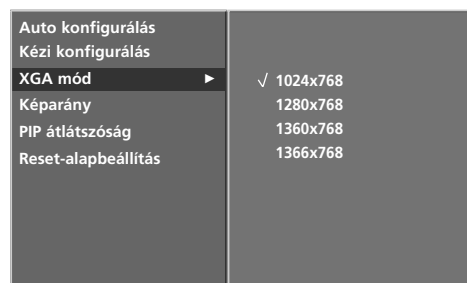 Auto konfigurálás
Kézi konfigurálás
XGA mód ►
Képarány
PIP átlátszóság
Reset-alapbeállítás
√ 1024x768
1280x768
1360x768
1366x768